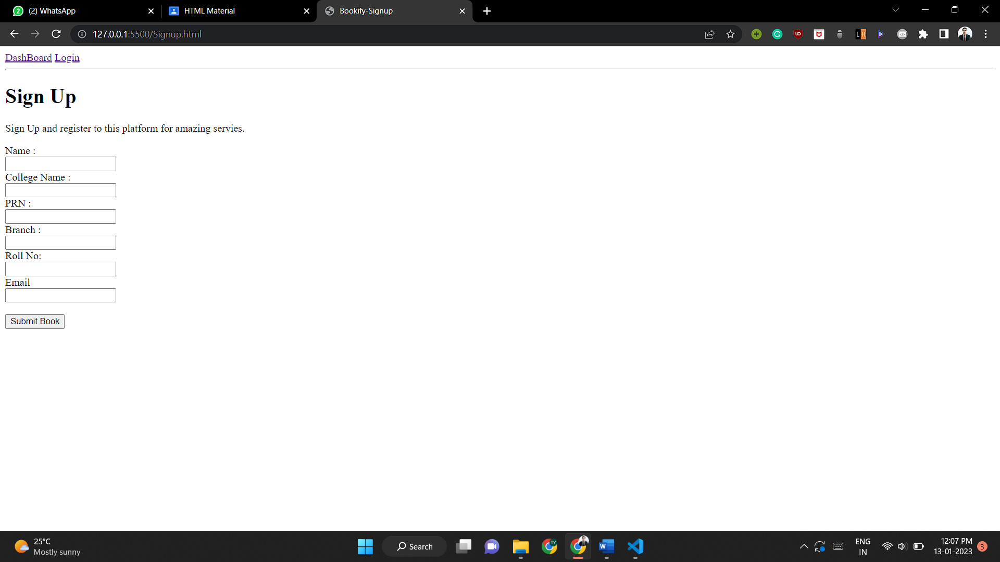 (2) WhatsApp
HTML Material
Bookify-Signup
127.0.0.1:5500/Signup.html
DashBoard Login
Sign Up
Sign Up and register to this platform for amazing servies.
Name :
College Name :
PRN :
Branch :
Roll No:
Email
Submit Book
25°C
Mostly sunny
Search
ENG
IN
12:07 PM
13-01-2023
3